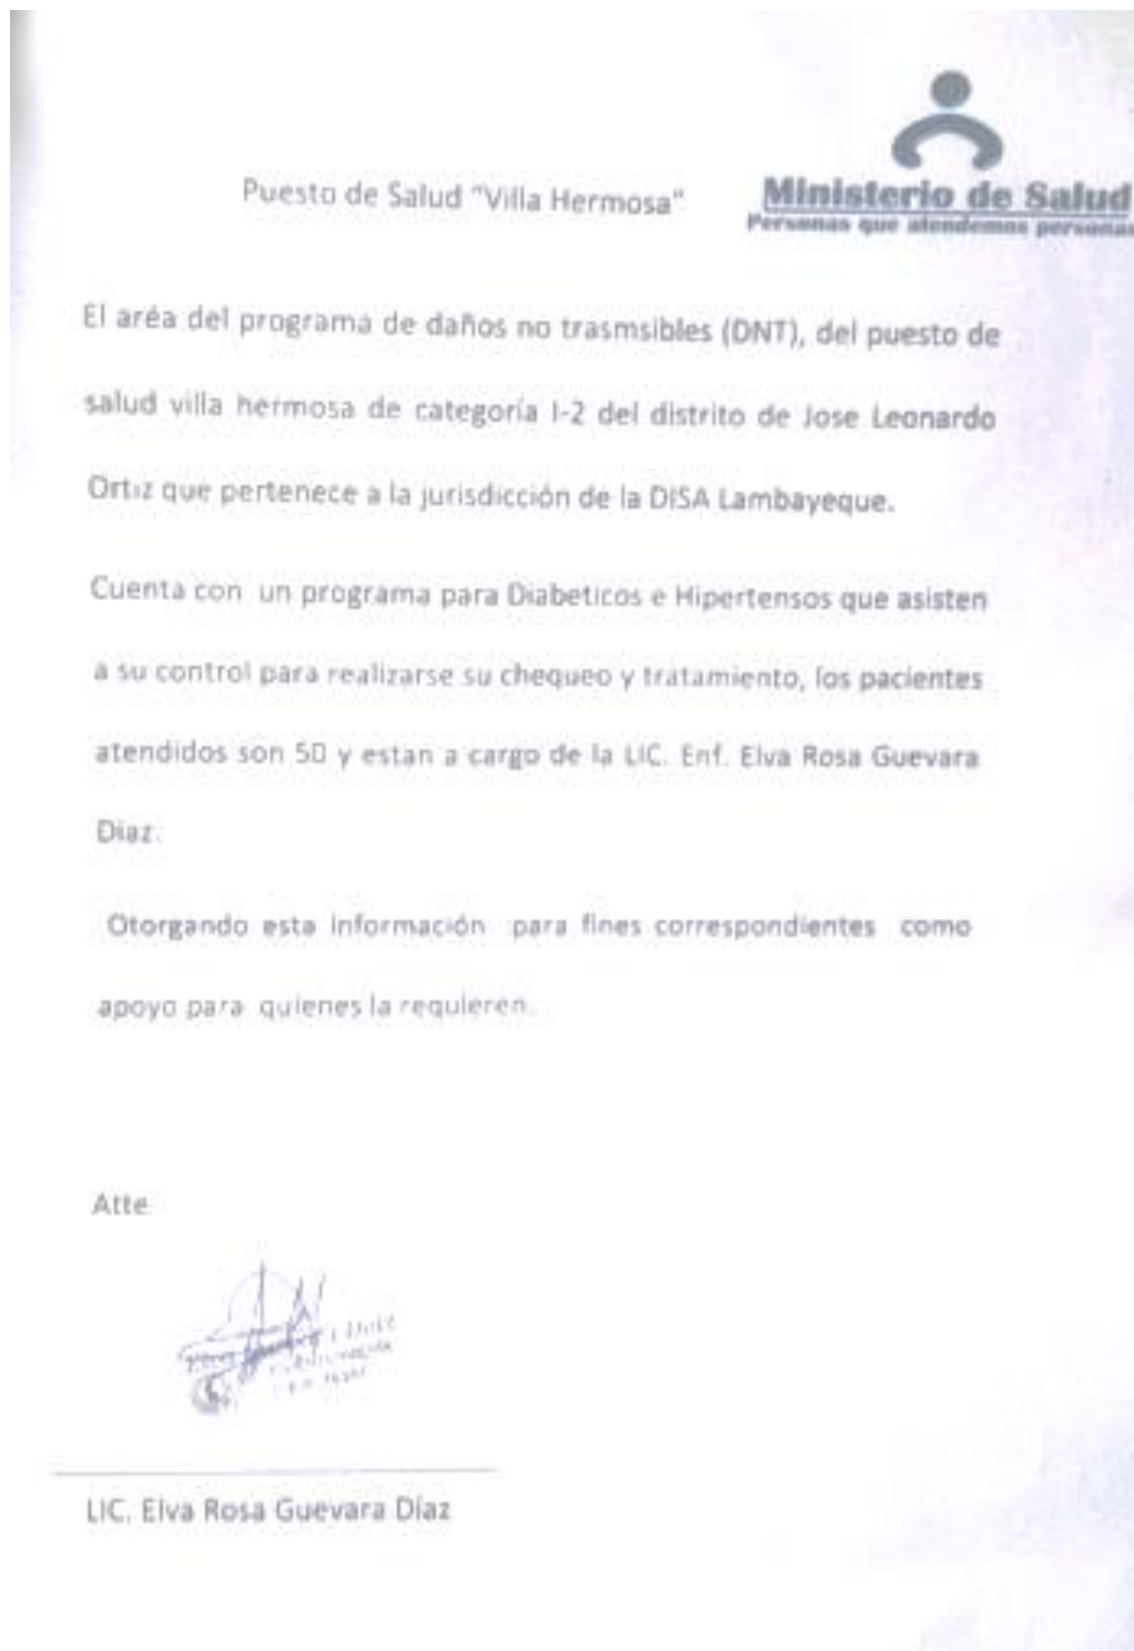 Puesto de Salud "Villa Hermosa"
Ministerio de Salud
Personas que atendemos personas
El aréa del programa de daños no trasmsibles (DNT), del puesto de
salud villa hermosa de categoría I-2 del distrito de Jose Leonardo
Ortiz que pertenece a la jurisdicción de la DISA Lambayeque.
Cuenta con un programa para Diabeticos e Hipertensos que asisten
a su control para realizarse su chequeo y tratamiento, los pacientes
atendidos son 50 y estan a cargo de la LIC. Enf. Elva Rosa Guevara
Diaz.
Otorgando esta información para fines correspondientes como
apoyo para quienes la requieren.
Atte
LIC. Elva Rosa Guevara Díaz